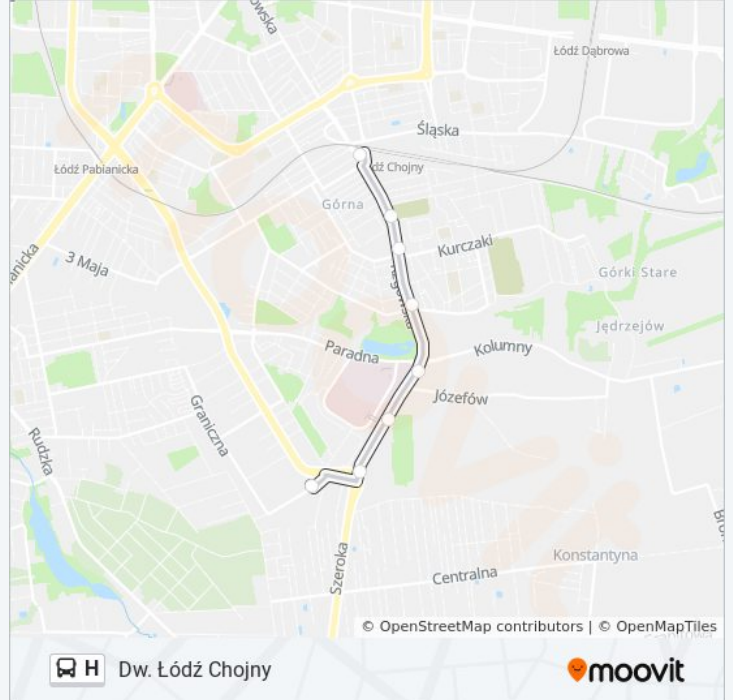 Łódź Dąbrowa
Śląska
Łódź Pabianicka
dź Chojny
Górna
Kurczaki
3 Maja
Górki Stare
Jędrzejów
Paradna
Kolumny
Józefów
Graniczna
Rudzka
Szeroka
Konstantyna
Centralna
© OpenStreetMap contributors | © OpenMapTiles
H Dw. Łódź Chojny
moovit